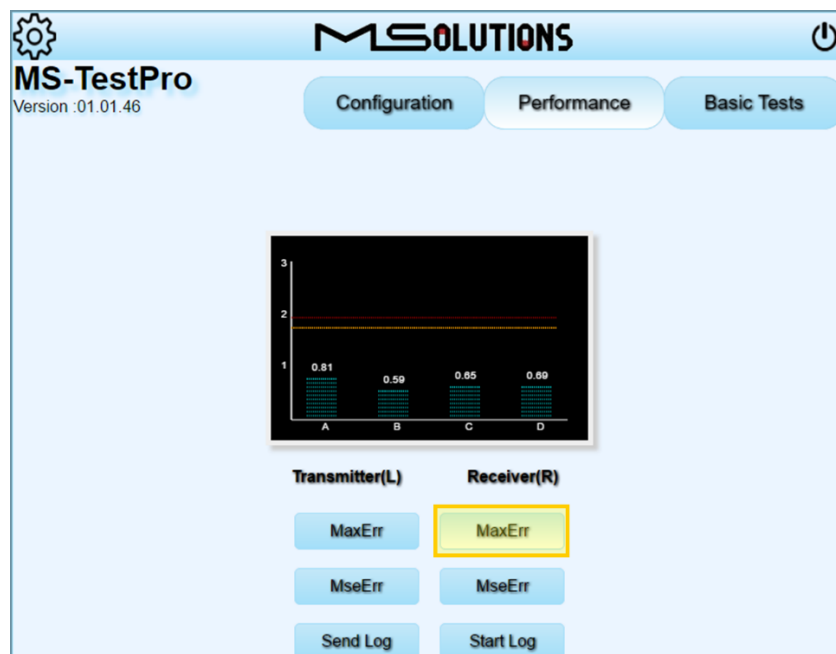 MSOLUTIONS
MS-TestPro
Version :01.01.46
Configuration
Performance
Basic Tests
3
2
1
0.81
0.59
0.65
0.69
A
B
C
D
Transmitter(L)
Receiver(R)
MaxErr
MaxErr
MseErr
MseErr
Send Log
Start Log